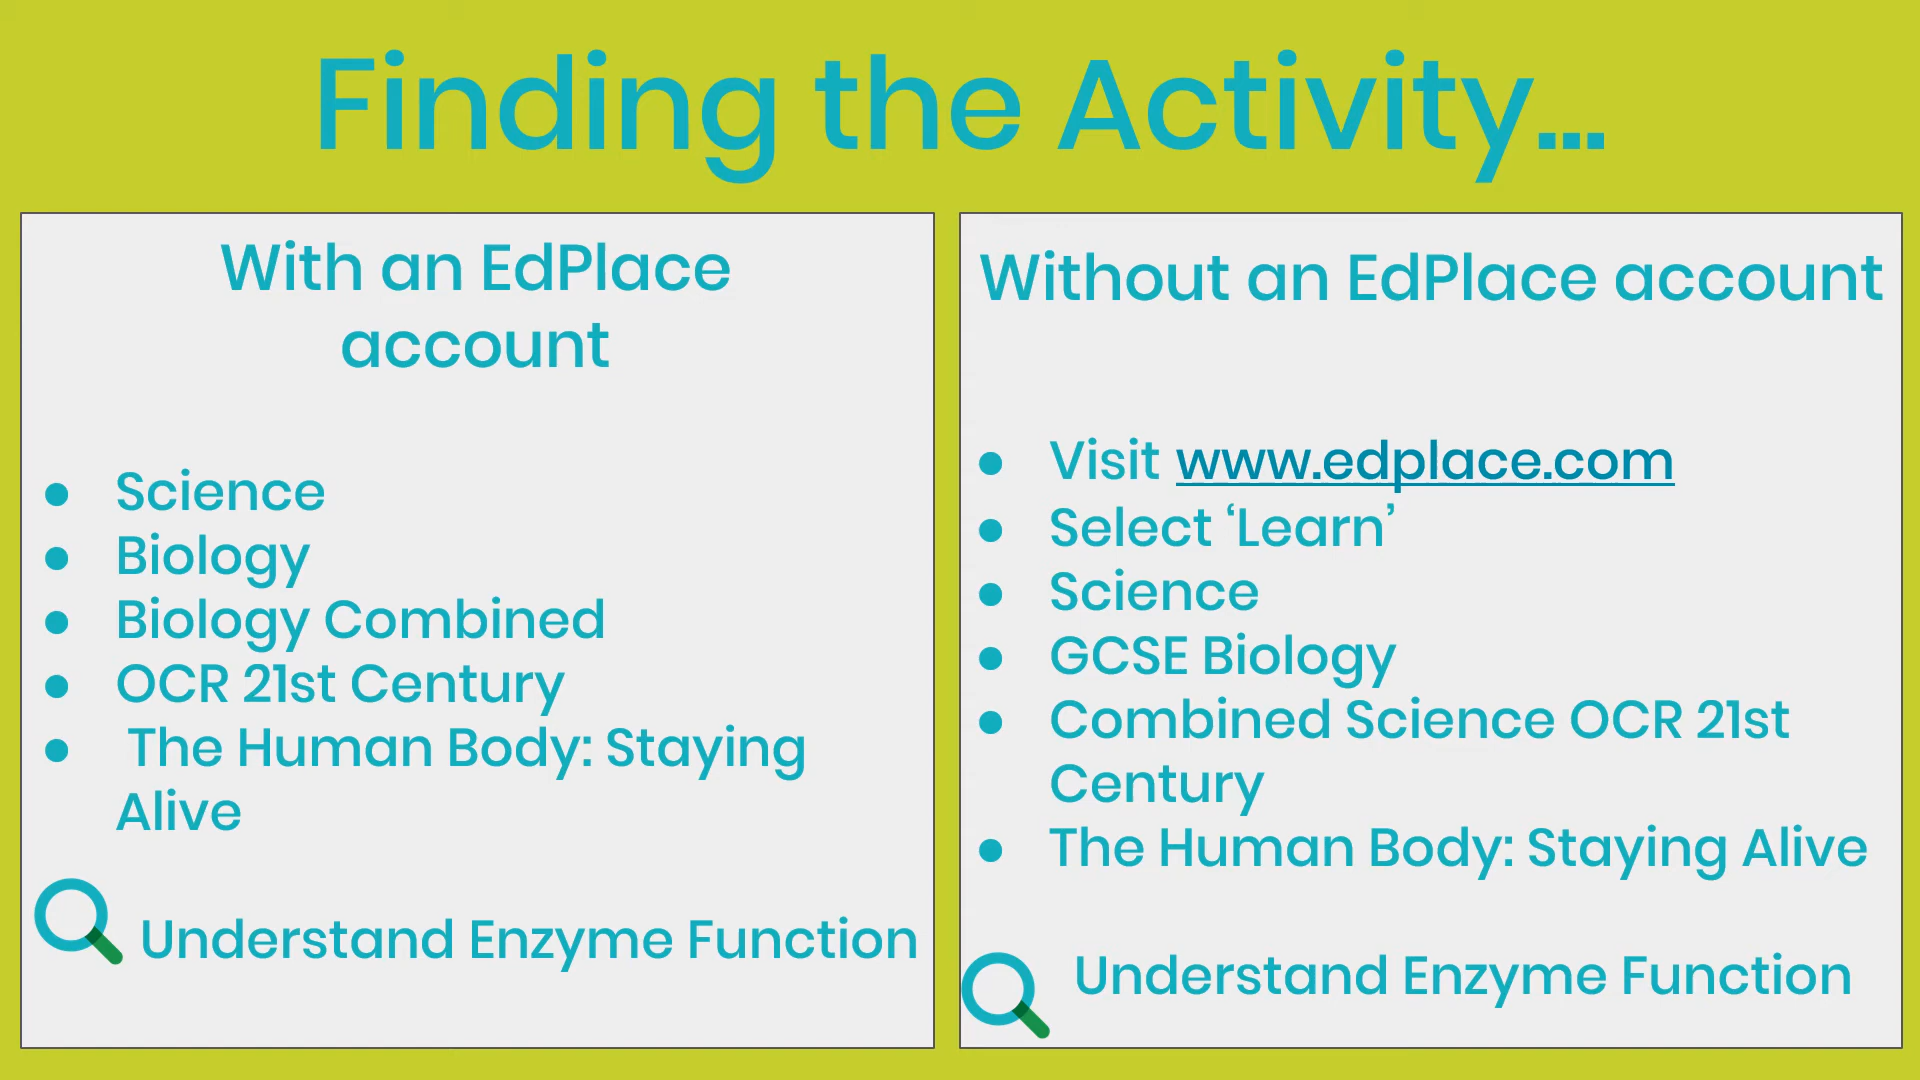 Finding the Activity...
With an EdPlace
account
● Science
● Biology
● Biology Combined
● OCR 21st Century
● The Human Body: Staying
Alive
Understand Enzyme Function
Without an EdPlace account
● Visit www.edplace.com
● Select ‘Learn’
● Science
● GCSE Biology
● Combined Science OCR 21st
Century
● The Human Body: Staying Alive
Understand Enzyme Function